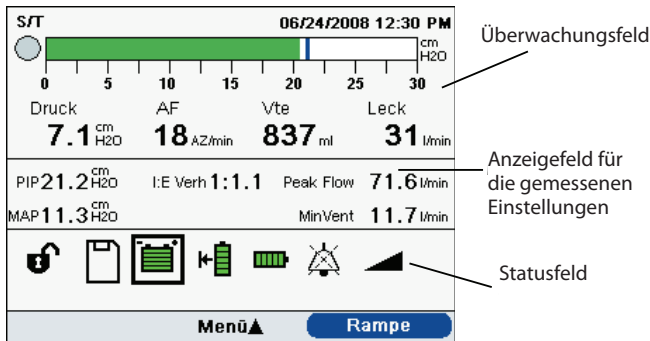 S/T 06/24/2008 12:30 PM
cm
H2O
0 5 10 15 20 25 30
Druck AF Vte Leck
7.1 cm H2O 18 AZ/min 837 ml 31 l/min
PIP 21.2 cm H2O I:E Verh 1:1.1 Peak Flow 71.6 l/min
MAP 11.3 cm H2O MinVent 11.7 l/min
Menü▲ Rampe
Überwachungsfeld
Anzeigefeld für
die gemessenen
Einstellungen
Statusfeld